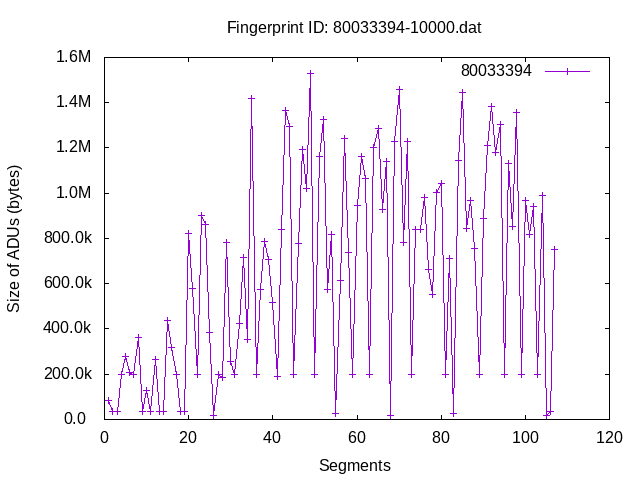 Fingerprint ID: 80033394-10000.dat
80033394
1.6M
1.4M
1.2M
1.0M
800.0k
600.0k
400.0k
200.0k
0.0
Size of ADUs (bytes)
0 20 40 60 80 100 120
Segments